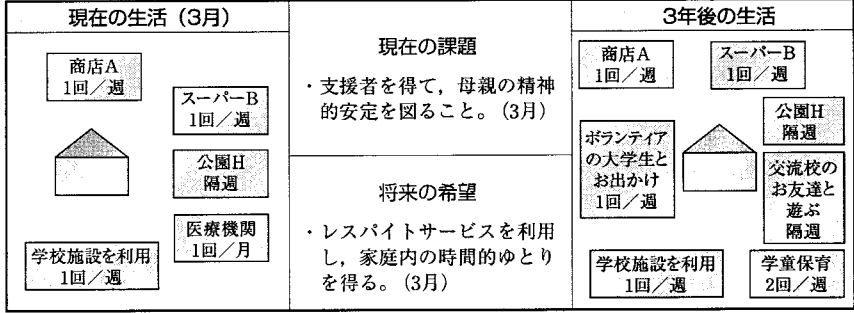 現在の生活（3月）
商店A
1回／週
スーパーB
1回／週
公園H
隔週
医療機関
1回／月
学校施設を利用
1回／週
現在の課題
・支援者を得て，母親の精神
的安定を図ること。（3月）
将来の希望
・レスパイトサービスを利用
し，家庭内の時間的ゆとり
を得る。（3月）
3年後の生活
商店A
1回／週
スーパーB
1回／週
公園H
隔週
ボランティア
の大学生と
お出かけ
1回／週
交流校の
お友達と
遊ぶ
隔週
学校施設を利用
1回／週
学童保育
2回／週